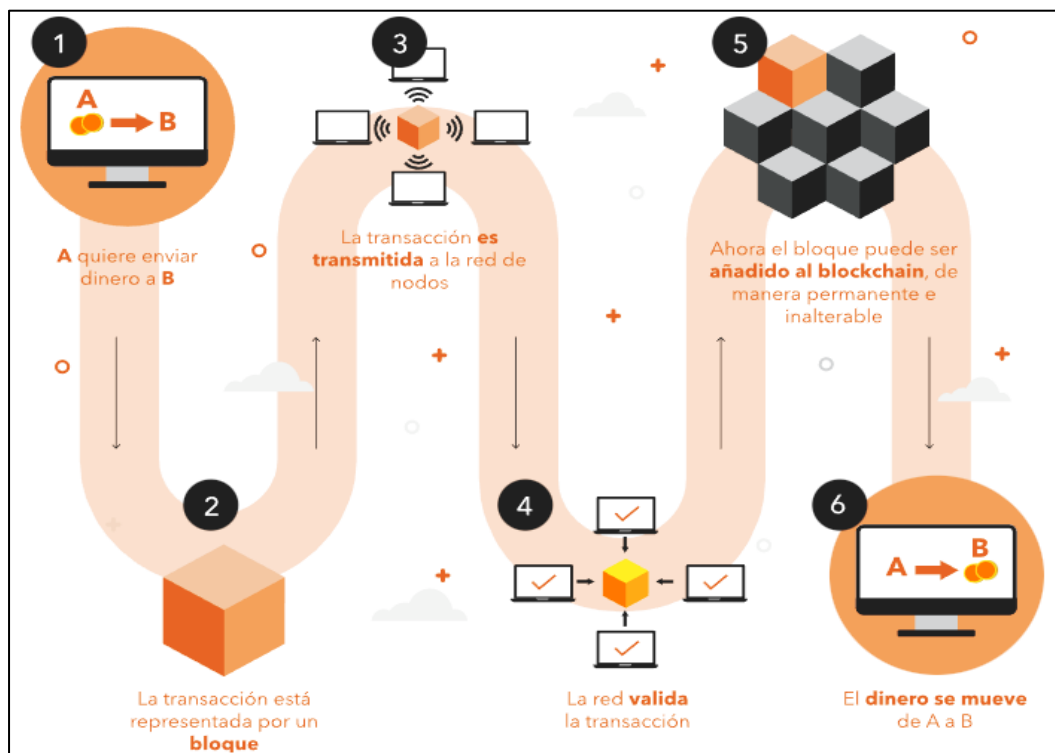 1
A
B
A quiere enviar
dinero a B
2
La transacción está
representada por un
bloque
3
La transacción es
transmitida a la red de
nodos
4
La red valida
la transacción
5
Ahora el bloque puede ser
añadido al blockchain, de
manera permanente e
inalterable
6
A
B
El dinero se mueve
de A a B